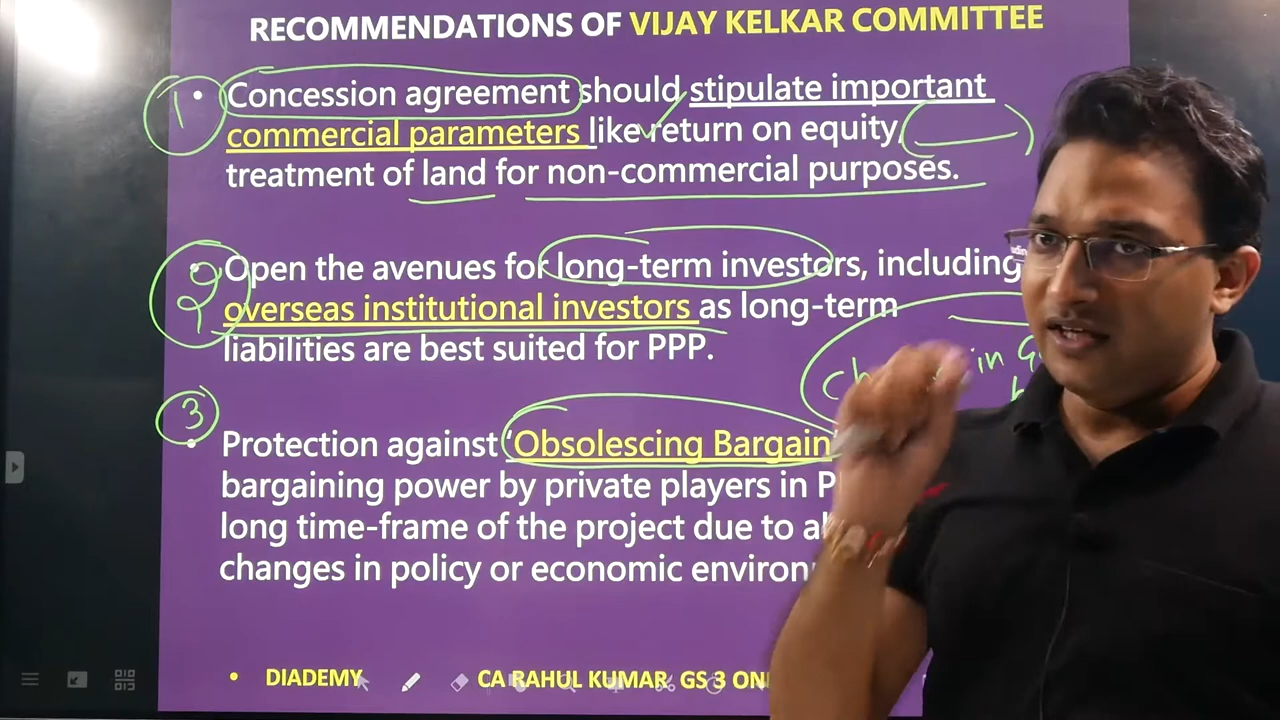 RECOMMENDATIONS OF VIJAY KELKAR COMMITTEE
1
• Concession agreement should stipulate important
commercial parameters like return on equity,
treatment of land for non-commercial purposes.
2
Open the avenues for long-term investors, including
overseas institutional investors as long-term
liabilities are best suited for PPP.
in
3
• Protection against 'Obsolescing Bargain
bargaining power by private players in P
long time-frame of the project due to
changes in policy or economic environ
• DIADEMY CA RAHUL KUMAR GS 3